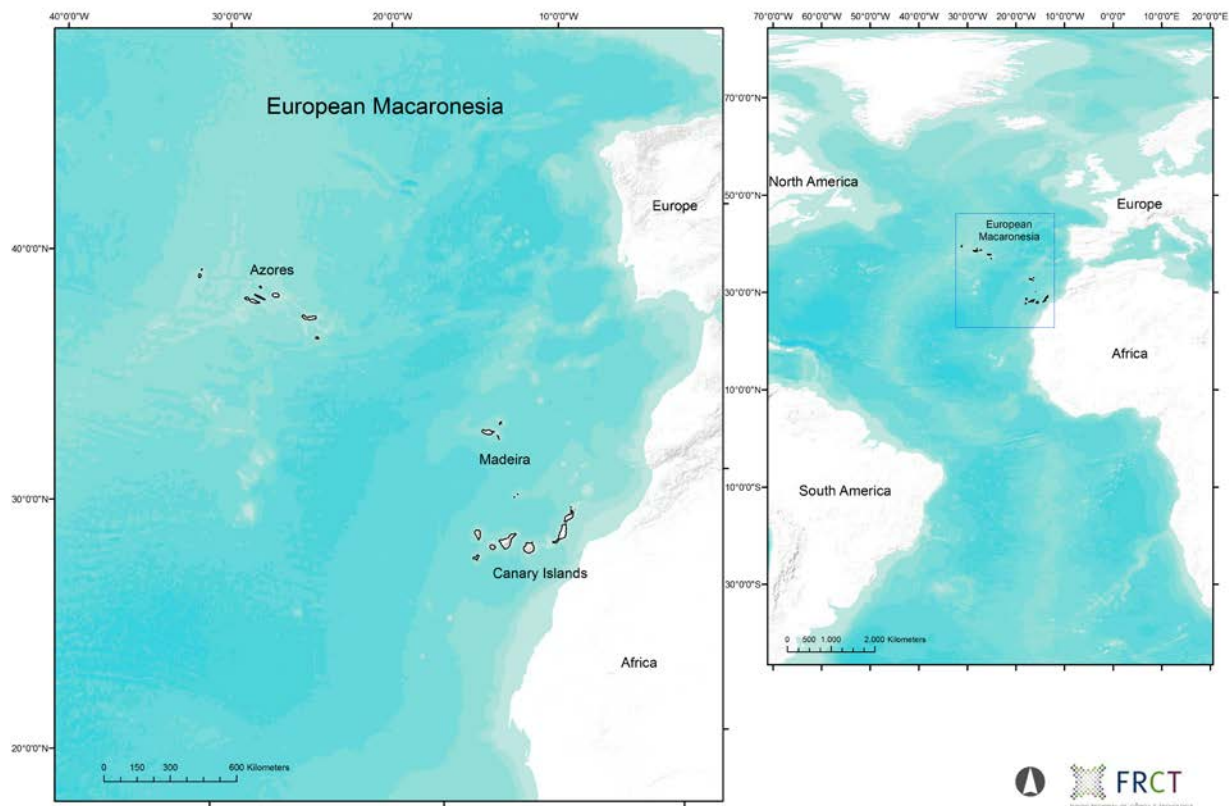 40°0'0"W 30°0'0"W 20°0'0"W 10°0'0"W
European Macaronesia
Europe
40°0'0"N
Azores
Madeira
30°0'0"N
Canary Islands
Africa
20°0'0"N
0 150 300 600 Kilometers
70°0'0"W 60°0'0"W 50°0'0"W 40°0'0"W 30°0'0"W 20°0'0"W 10°0'0"W 0°0'0" 10°0'0"E 20°0'0"E
70°0'0"N
North America
50°0'0"N
Europe
European
Macaronesia
30°0'0"N
Africa
10°0'0"N
South America
10°0'0"S
30°0'0"S
0 500 1.000 2.000 Kilometers
FRCT